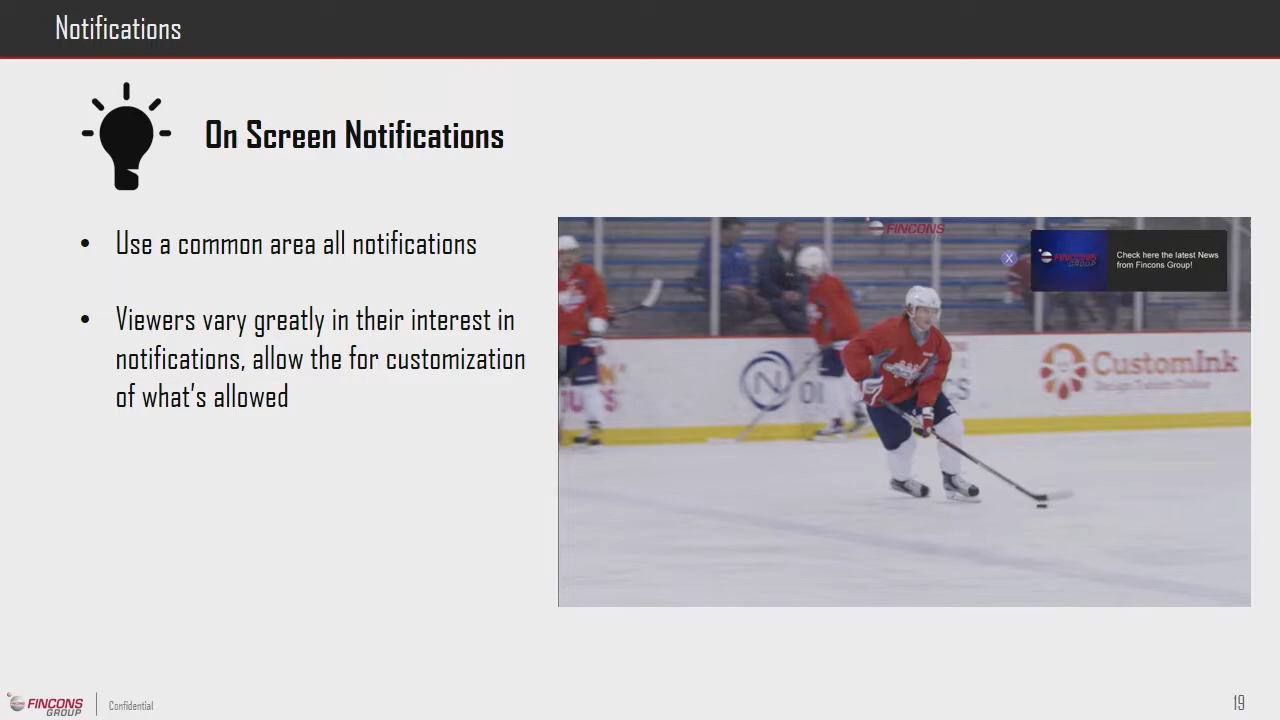 Notifications
On Screen Notifications
• Use a common area all notifications
• Viewers vary greatly in their interest in
notifications, allow the for customization
of what's allowed
FINCONS
X
FINCONS
GROUP
Check here the latest News
from Fincons Group!
N
CustomInk
FINCONS
GROUP
Confidential
19